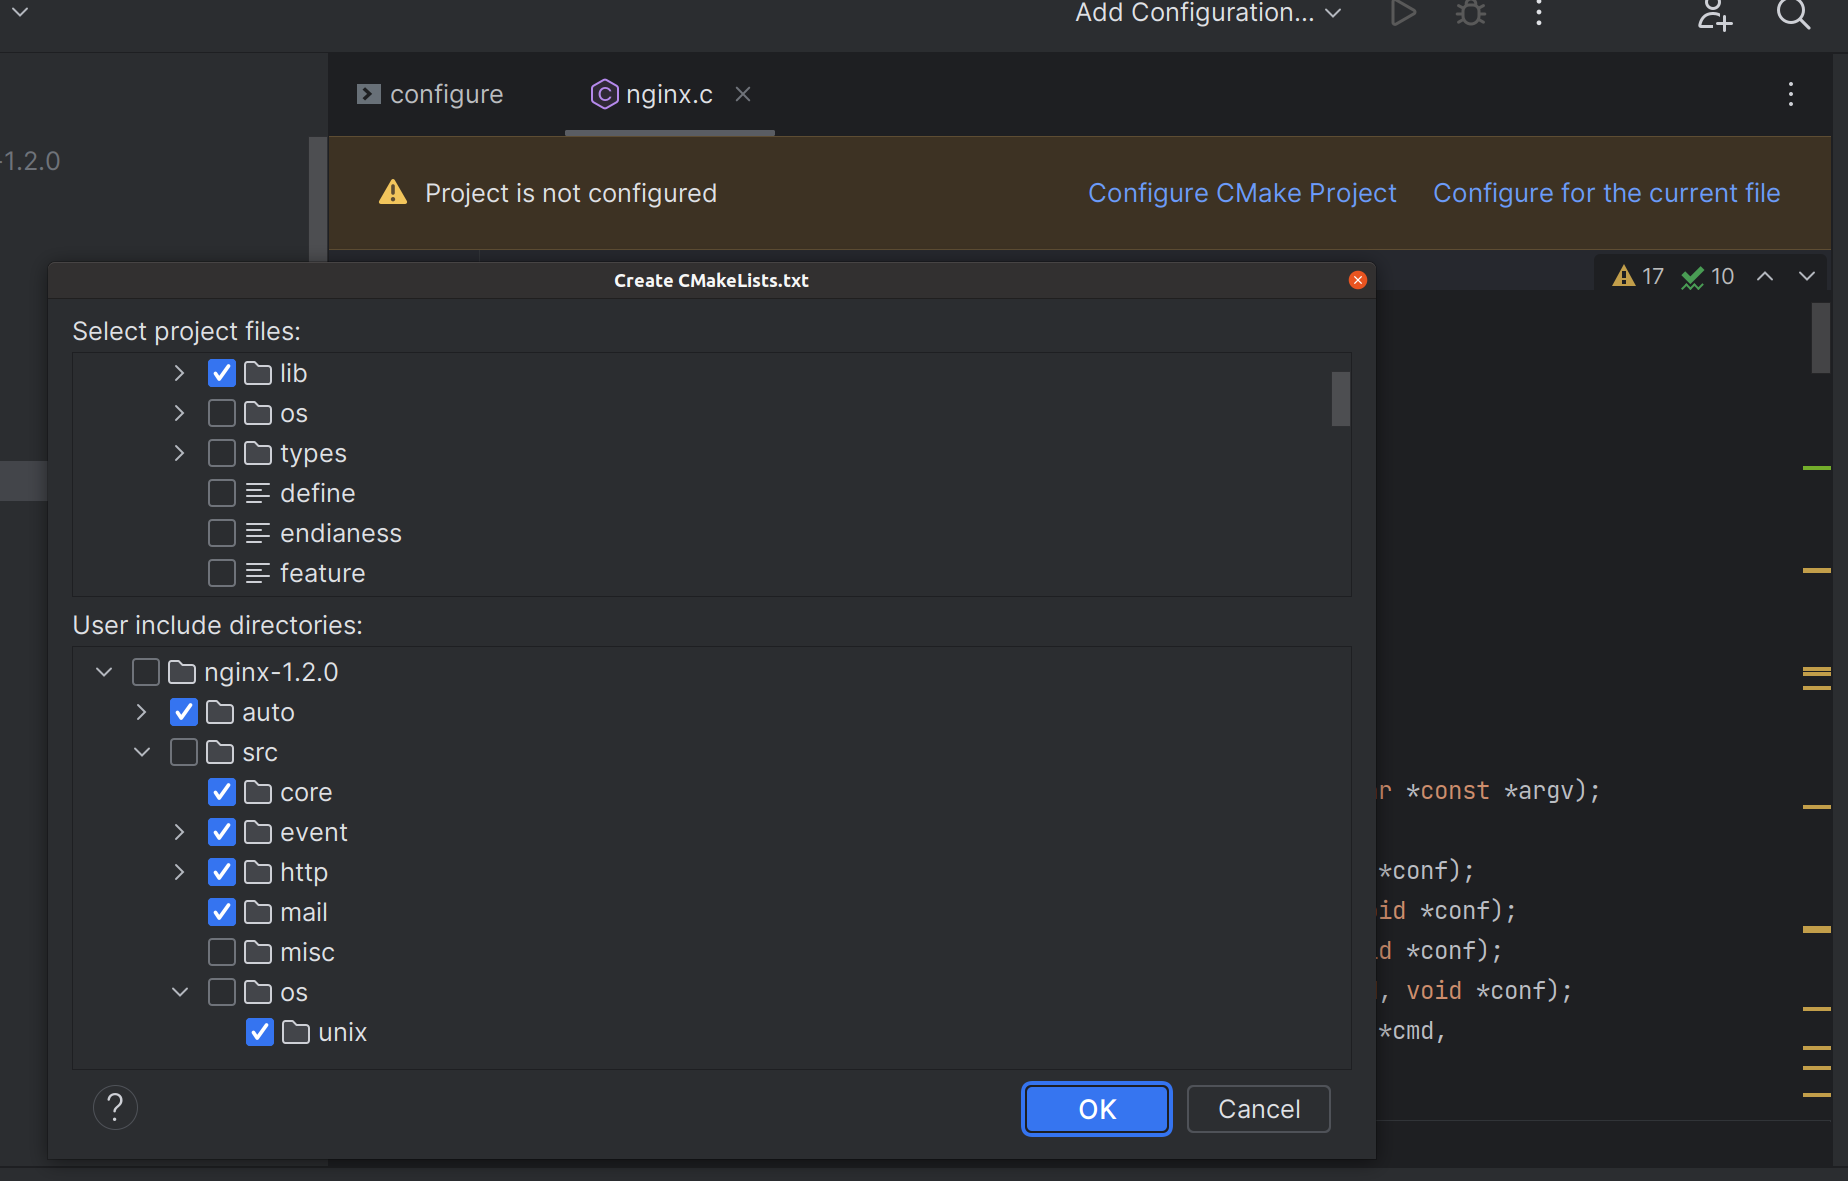 Add Configuration...
configure
nginx.c
-1.2.0
Project is not configured
Configure CMake Project
Configure for the current file
Create CMakeLists.txt
17
10
Select project files:
lib
os
types
define
endianess
feature
User include directories:
nginx-1.2.0
auto
src
core
event
http
mail
misc
os
unix
*const *argv);
*conf);
*conf);
*conf);
, void *conf);
*cmd,
?
OK
Cancel